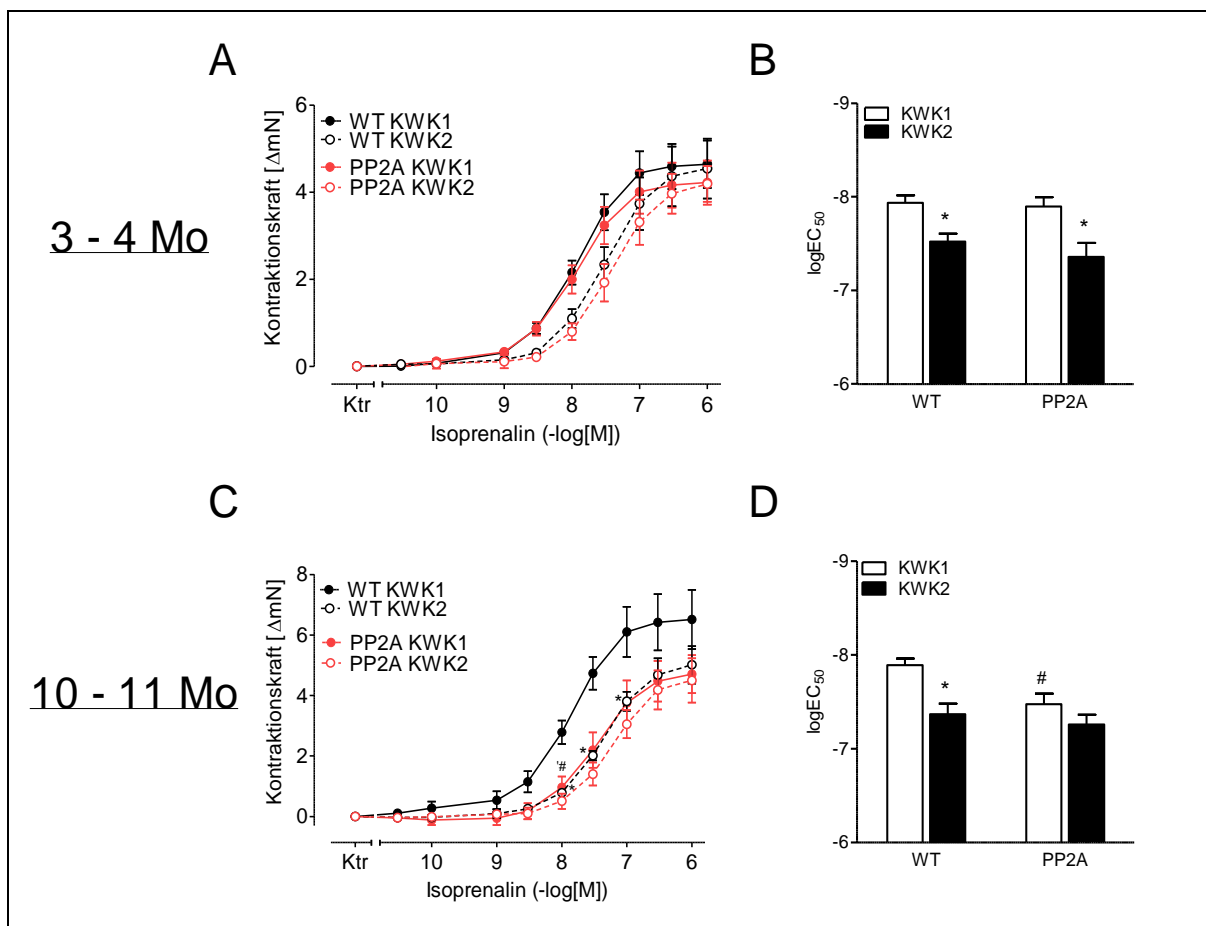 A
B
3 - 4 Mo
Kontraktionskraft [ΔmN]
6
4
2
0
WT KWK1
WT KWK2
PP2A KWK1
PP2A KWK2
Ktr 10 9 8 7 6
Isoprenalin (-log[M])
logEC50
-9
-8
-7
-6
KWK1
KWK2
*
*
WT PP2A
C
D
10 - 11 Mo
Kontraktionskraft [ΔmN]
8
6
4
2
0
WT KWK1
WT KWK2
PP2A KWK1
PP2A KWK2
*
*
*#
*
Ktr 10 9 8 7 6
Isoprenalin (-log[M])
logEC50
-9
-8
-7
-6
KWK1
KWK2
*
#
WT PP2A